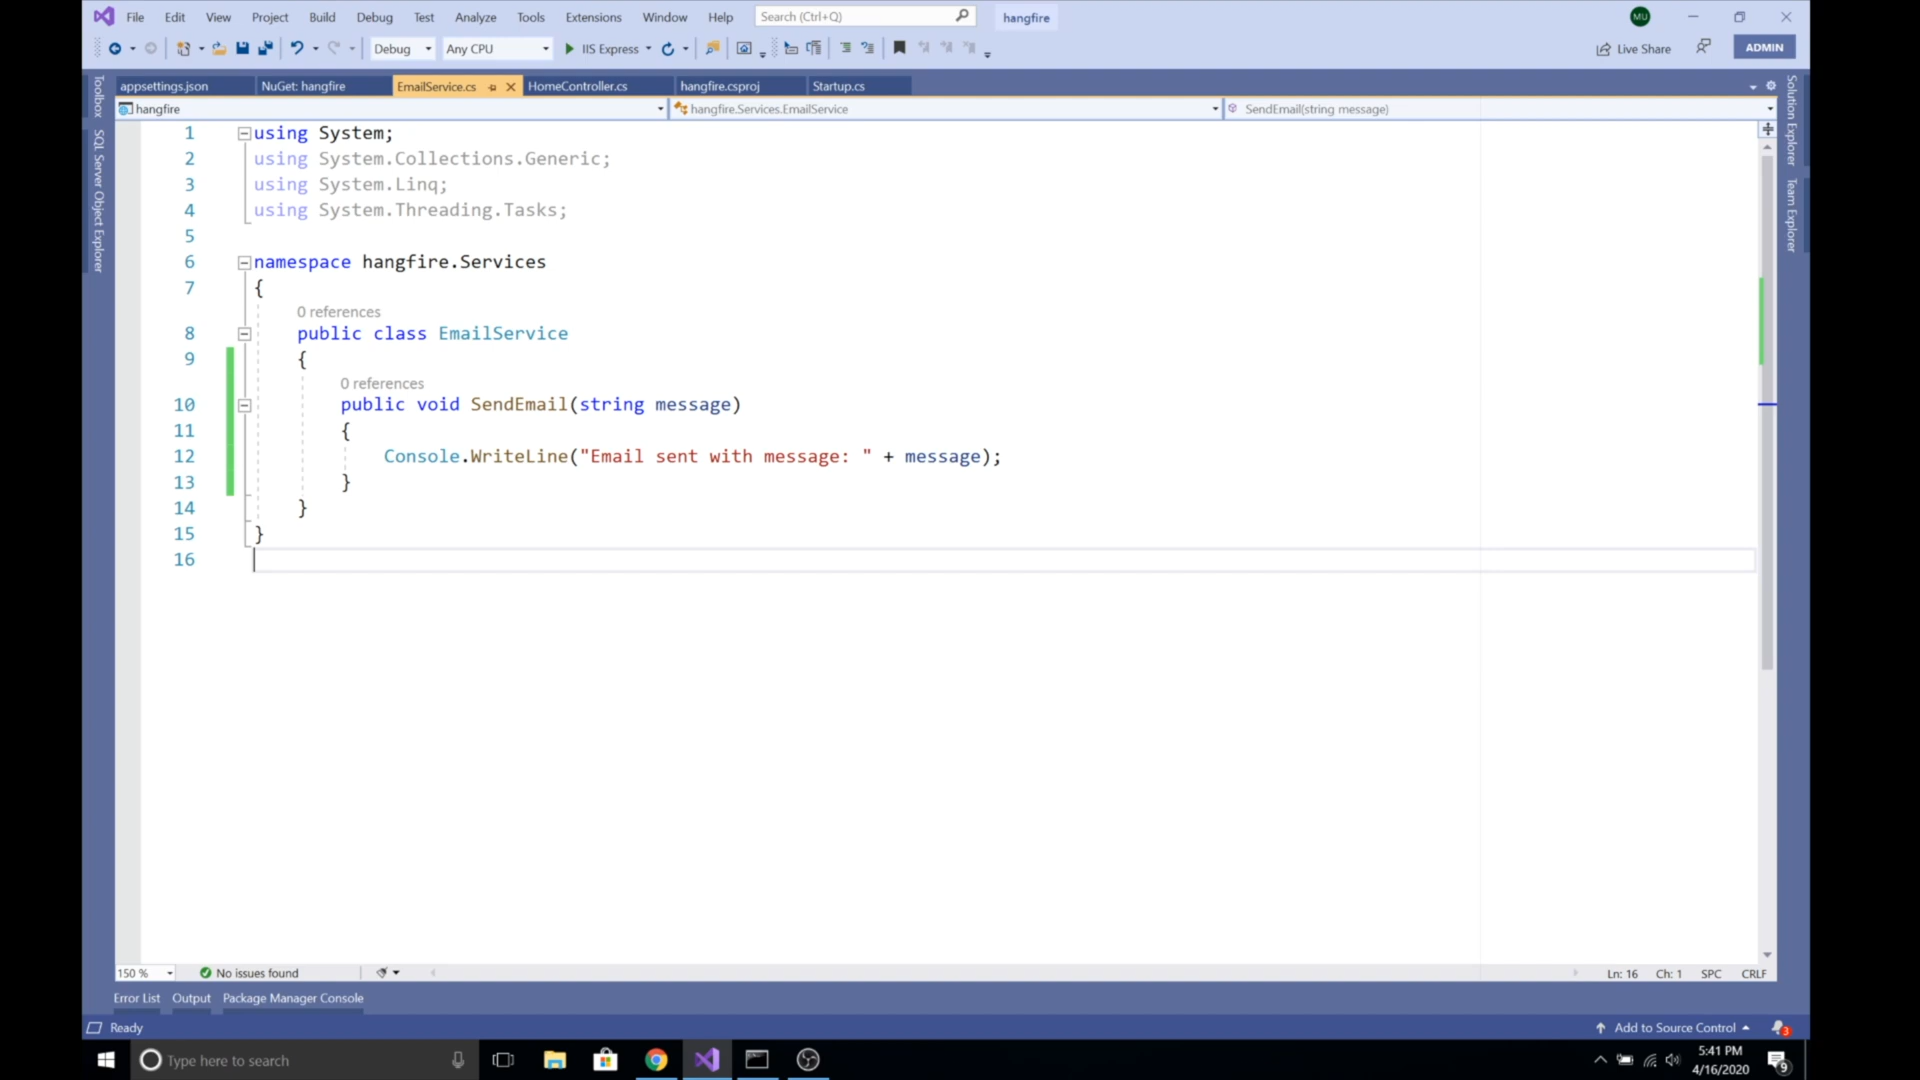 File Edit View Project Build Debug Test Analyze Tools Extensions Window Help Search (Ctrl+Q) hangfire MU
Debug Any CPU IIS Express Live Share ADMIN
appsettings.json NuGet: hangfire EmailService.cs HomeController.cs hangfire.csproj Startup.cs
hangfire hangfire.Services.EmailService SendEmail(string message)
Toolbox
SQL Server Object Explorer
Solution Explorer
Team Explorer
1 using System;
2 using System.Collections.Generic;
3 using System.Linq;
4 using System.Threading.Tasks;
5
6 namespace hangfire.Services
7 {
0 references
8 public class EmailService
9 {
0 references
10 public void SendEmail(string message)
11 {
12 Console.WriteLine("Email sent with message: " + message);
13 }
14 }
15 }
16
150 % No issues found Ln: 16 Ch: 1 SPC CRLF
Error List Output Package Manager Console
Ready Add to Source Control 3
Type here to search 5:41 PM
4/16/2020 9